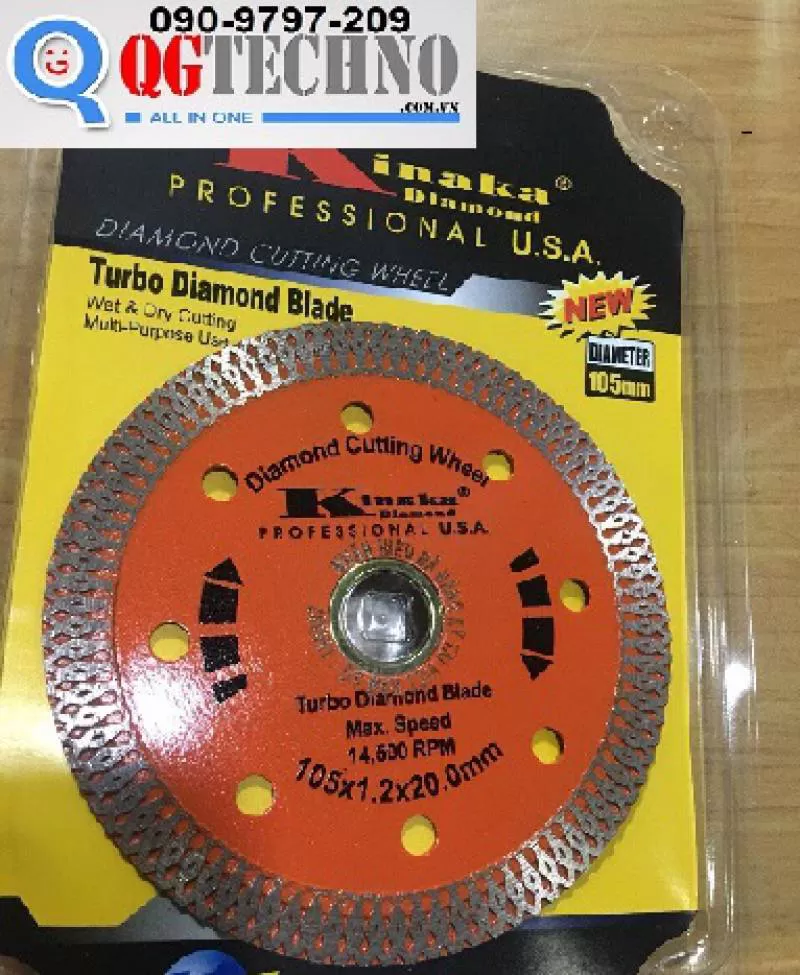 090-9797-209
QGTECHNO
.COM.VN
ALL IN ONE
Kinaka®
Diamond
PROFESSIONAL U.S.A.
DIAMOND CUTTING WHEEL
Turbo Diamond Blade
Wet & Dry Cutting
Multi-Purpose
NEW
DIAMETER
105mm
Diamond Cutting Wheel
Kinaka®
Diamond
PROFESSIONAL U.S.A.
Turbo Diamond Blade
Max. Speed
14,500 RPM
105x1.2x20.0mm